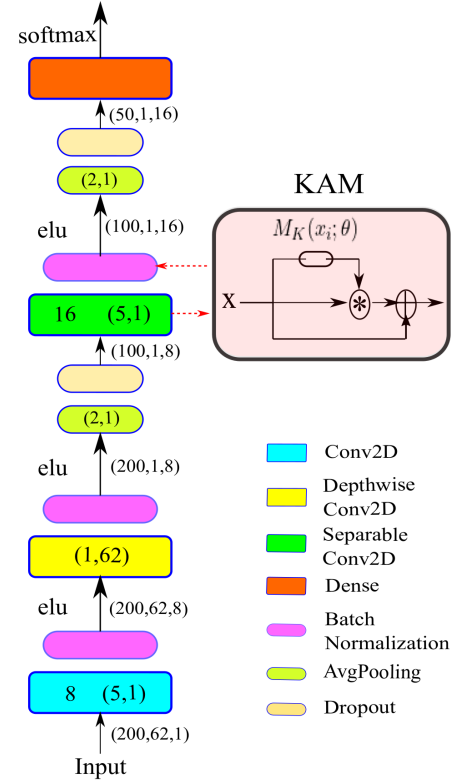 softmax
(50,1,16)
(2,1)
elu
(100,1,16)
16 (5,1)
(100,1,8)
(2,1)
elu
(200,1,8)
(1,62)
elu
(200,62,8)
8 (5,1)
(200,62,1)
Input
KAM
M_K(x_i;θ)
x
*
Conv2D
Depthwise
Conv2D
Separable
Conv2D
Dense
Batch
Normalization
AvgPooling
Dropout